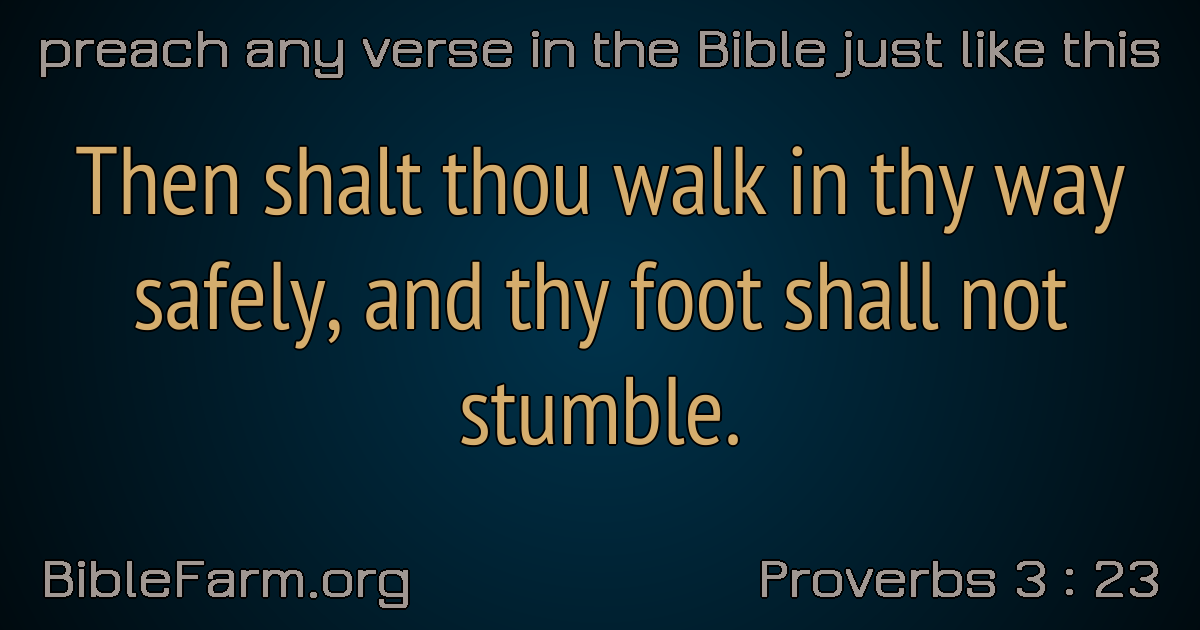 preach any verse in the Bible just like this
Then shalt thou walk in thy way
safely, and thy foot shall not
stumble.
BibleFarm.org
Proverbs 3 : 23